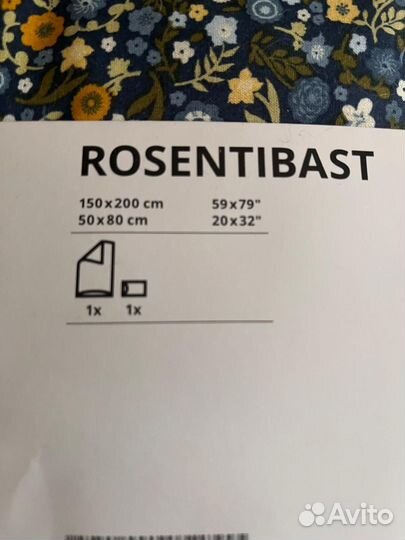 ROSENTIBAST
150x200 cm 59x79"
50x80 cm 20x32"
1x 1x
Avito